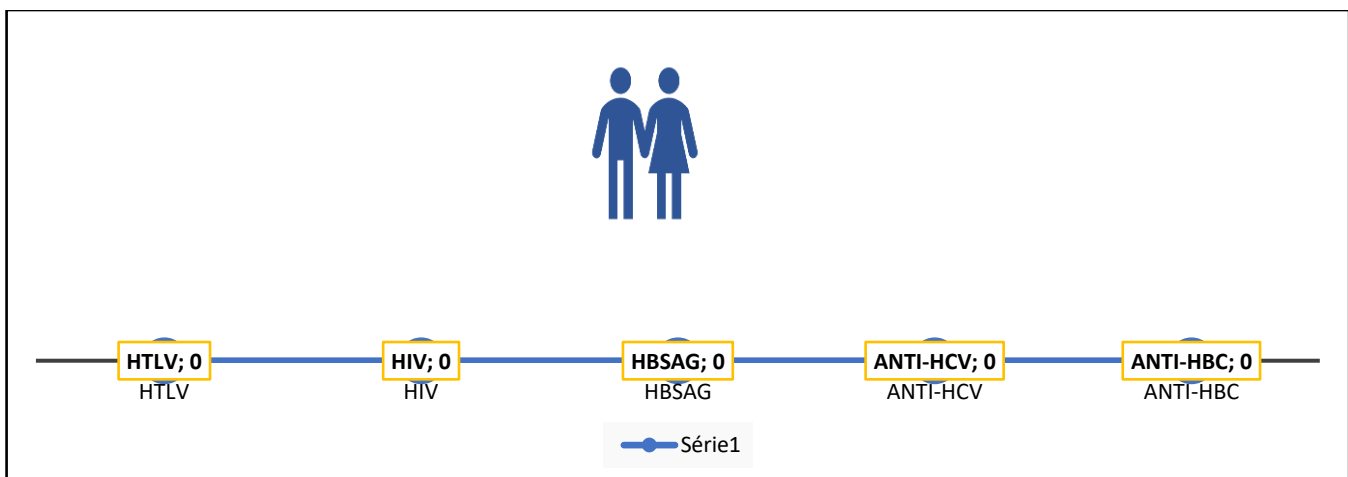 HTLV; 0 HIV; 0 HBSAG; 0 ANTI-HCV; 0 ANTI-HBC; 0
HTLV HIV HBSAG ANTI-HCV ANTI-HBC
Série1